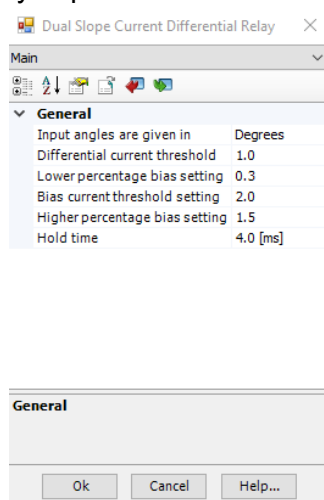 Dual Slope Current Differential Relay
Main
General
Input angles are given in Degrees
Differential current threshold 1.0
Lower percentage bias setting 0.3
Bias current threshold setting 2.0
Higher percentage bias setting 1.5
Hold time 4.0 [ms]
General
Ok Cancel Help...